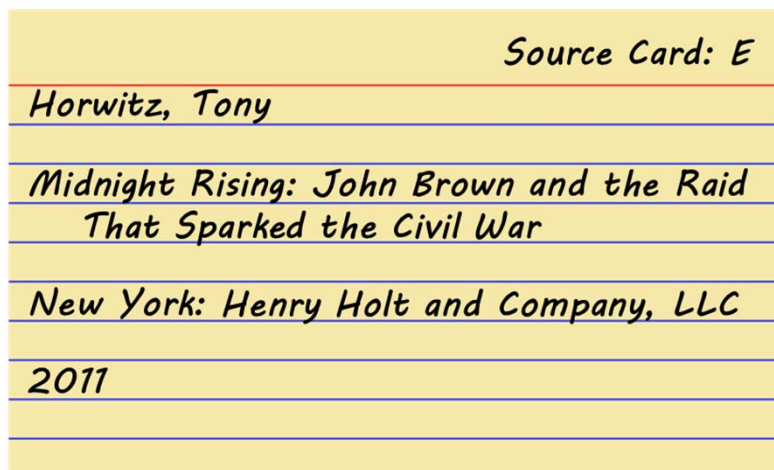 Source Card: E
Horwitz, Tony
Midnight Rising: John Brown and the Raid
That Sparked the Civil War
New York: Henry Holt and Company, LLC
2011